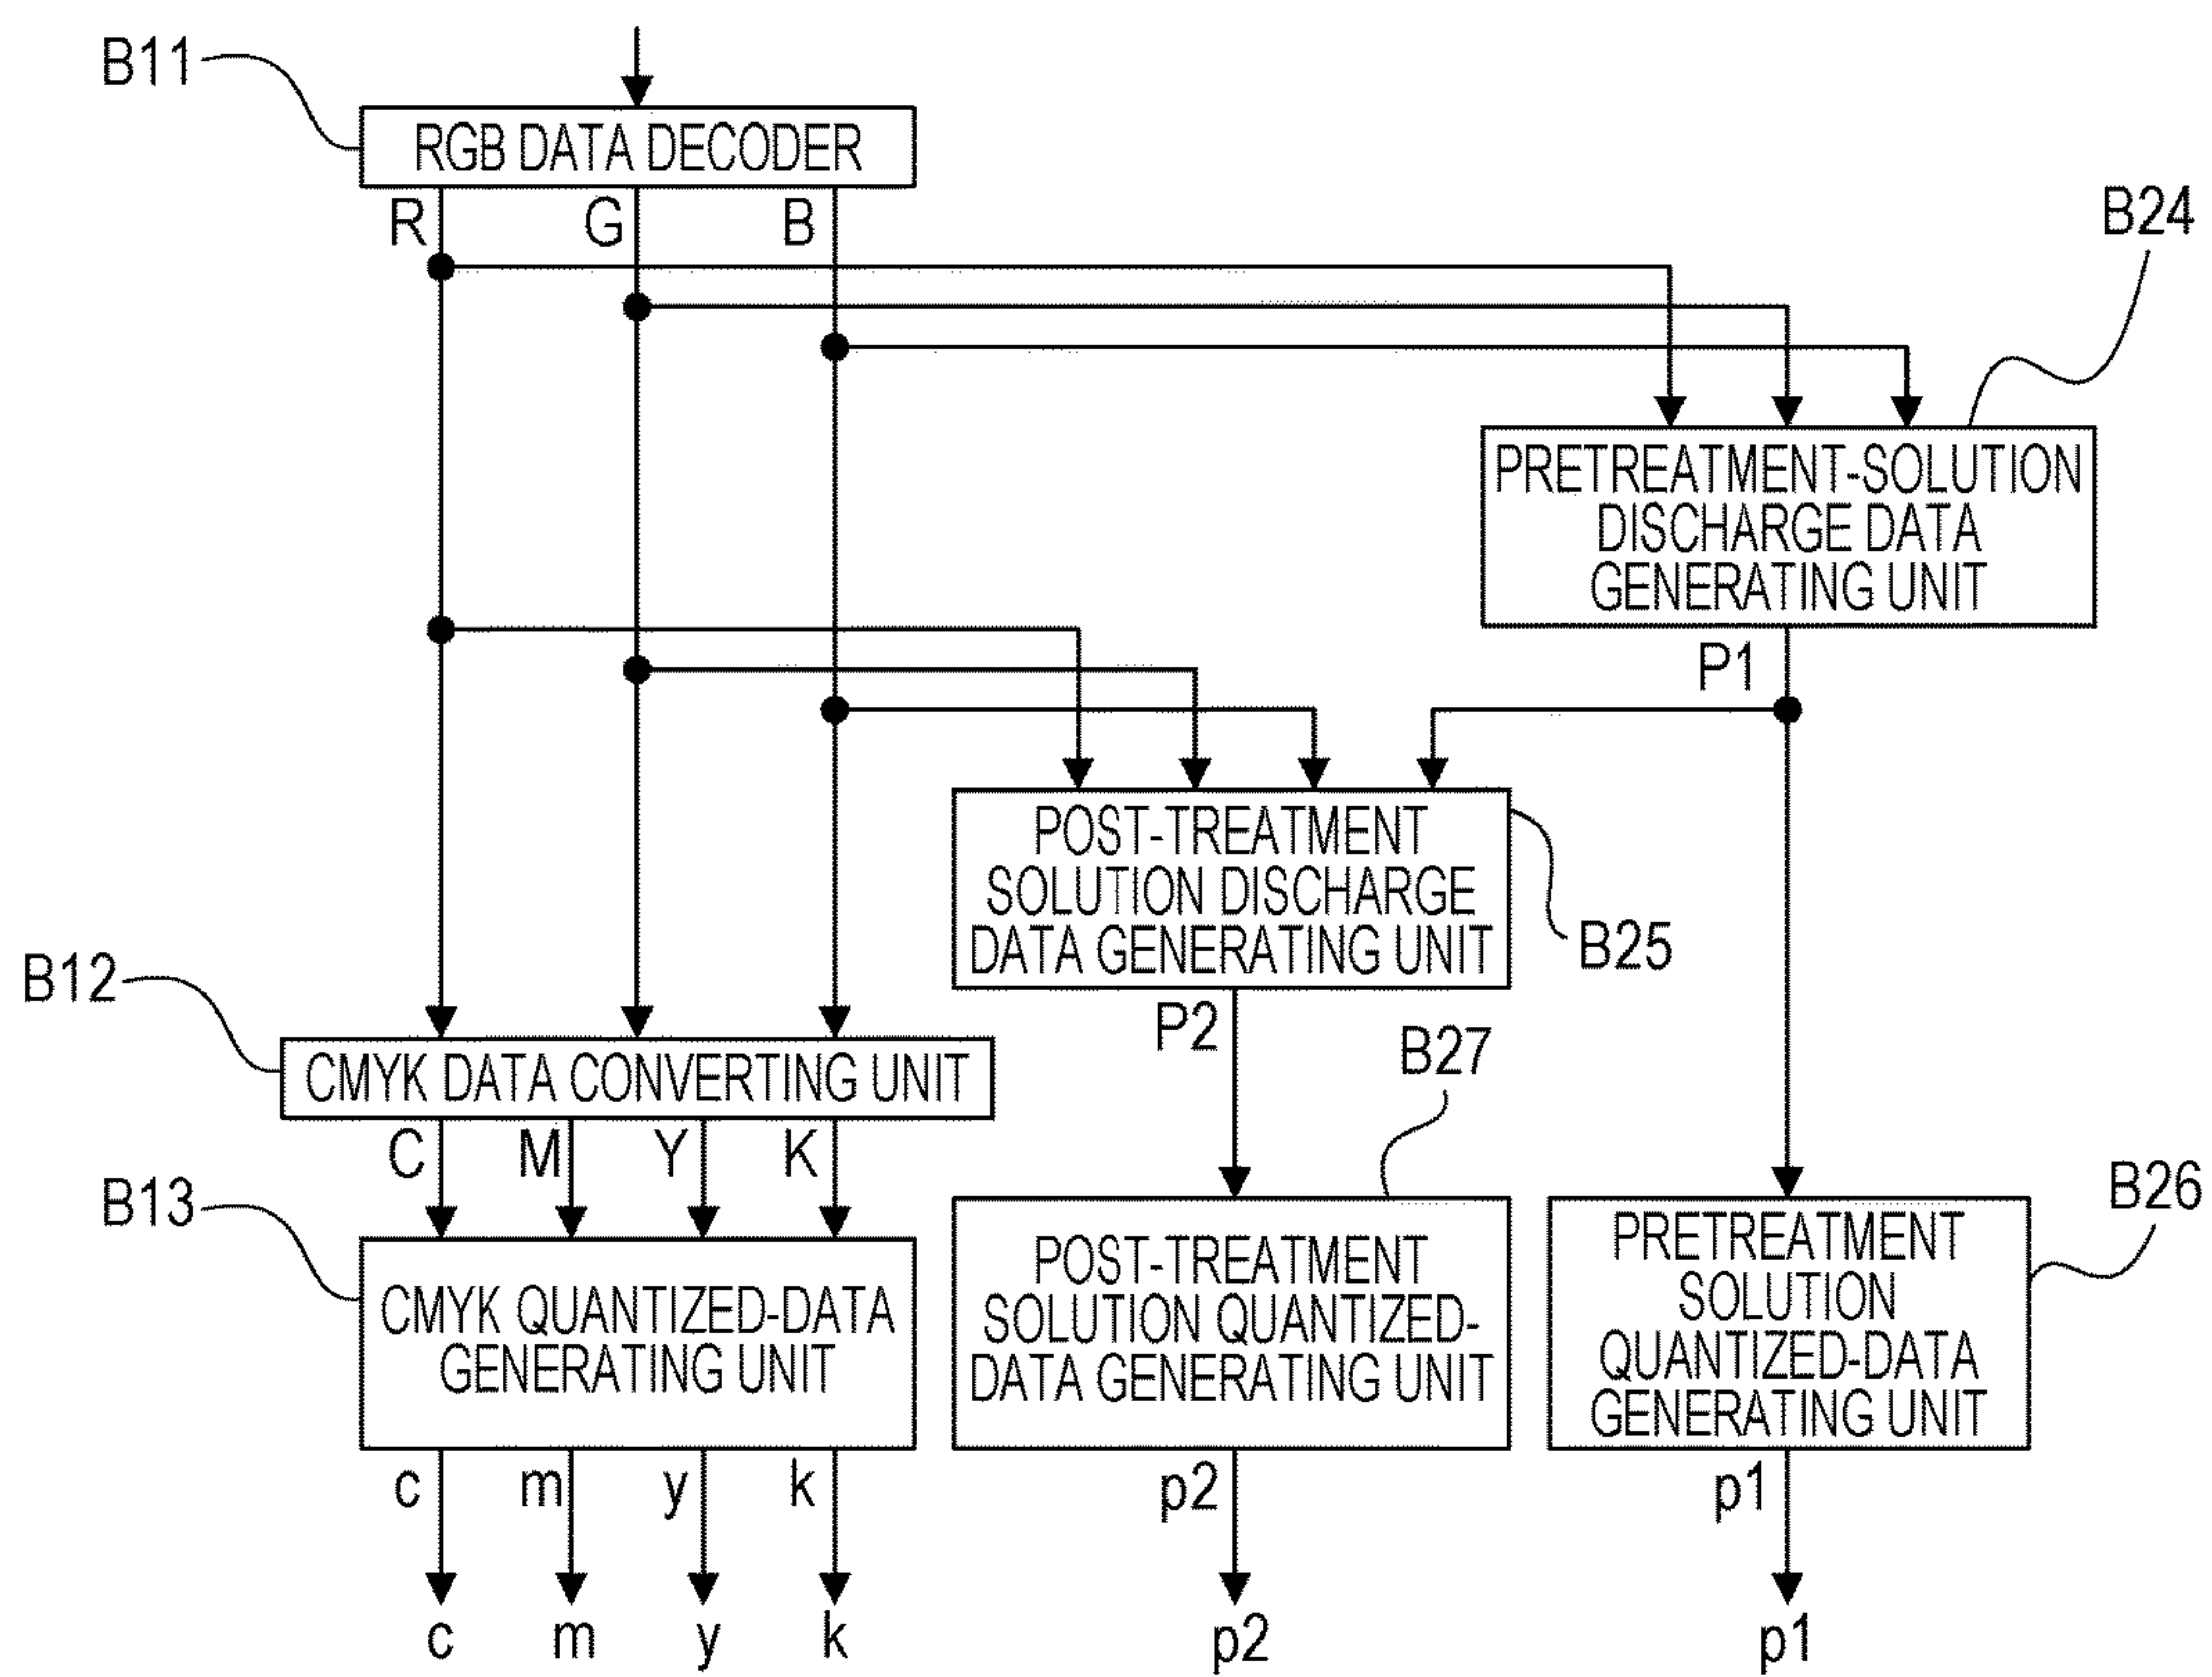 B11
RGB DATA DECODER
R G B
B24
PRETREATMENT-SOLUTION
DISCHARGE DATA
GENERATING UNIT
P1
POST-TREATMENT
SOLUTION DISCHARGE
DATA GENERATING UNIT
B25
B12
CMYK DATA CONVERTING UNIT
P2
B27
C M Y K
B13
CMYK QUANTIZED-DATA
GENERATING UNIT
POST-TREATMENT
SOLUTION QUANTIZED-
DATA GENERATING UNIT
B26
PRETREATMENT
SOLUTION
QUANTIZED-DATA
GENERATING UNIT
c m y k p2 p1
c m y k p2 p1